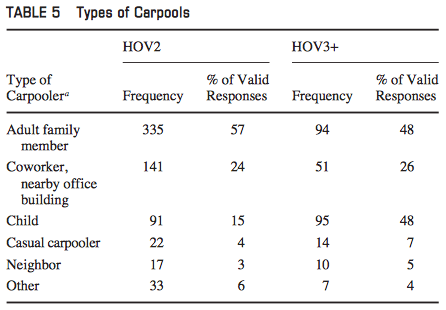 TABLE 5 Types of Carpools
HOV2 HOV3+
Type of % of Valid % of Valid
Carpooler^a Frequency Responses Frequency Responses
Adult family 335 57 94 48
member
Coworker, 141 24 51 26
nearby office
building
Child 91 15 95 48
Casual carpooler 22 4 14 7
Neighbor 17 3 10 5
Other 33 6 7 4